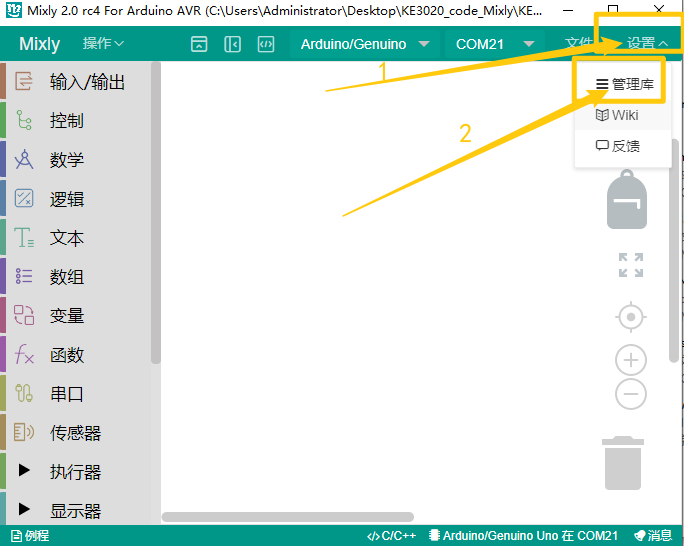 Mixly 2.0 rc4 For Arduino AVR (C:\Users\Administrator\Desktop\KE3020_code_Mixly\KE...
Mixly 操作 Arduino/Genuino COM21 文件 设置
1
管理库
Wiki
反馈
2
输入/输出
控制
数学
逻辑
文本
数组
变量
函数
串口
传感器
执行器
显示器
例程 C/C++ Arduino/Genuino Uno 在 COM21 消息